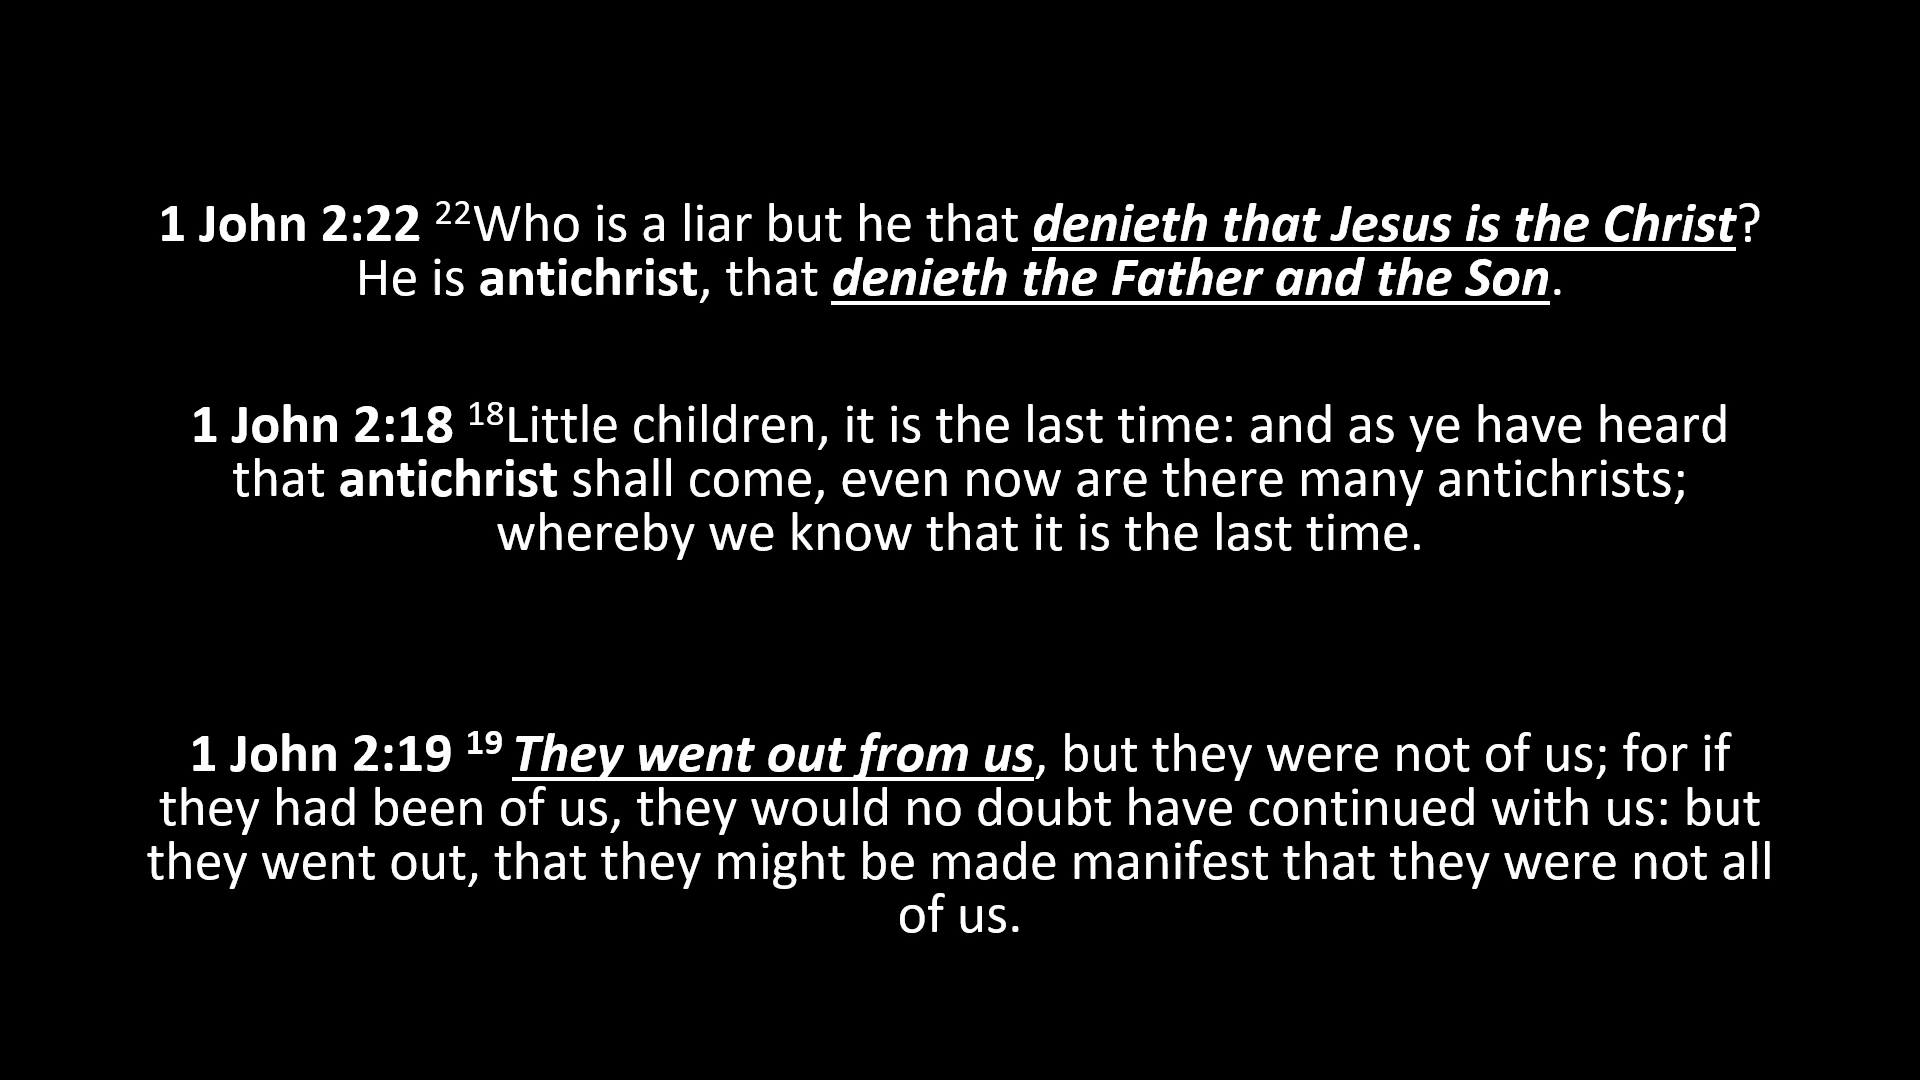 1 John 2:22 22Who is a liar but he that denieth that Jesus is the Christ?
He is antichrist, that denieth the Father and the Son.
1 John 2:18 18Little children, it is the last time: and as ye have heard
that antichrist shall come, even now are there many antichrists;
whereby we know that it is the last time.
1 John 2:19 19 They went out from us, but they were not of us; for if
they had been of us, they would no doubt have continued with us: but
they went out, that they might be made manifest that they were not all
of us.